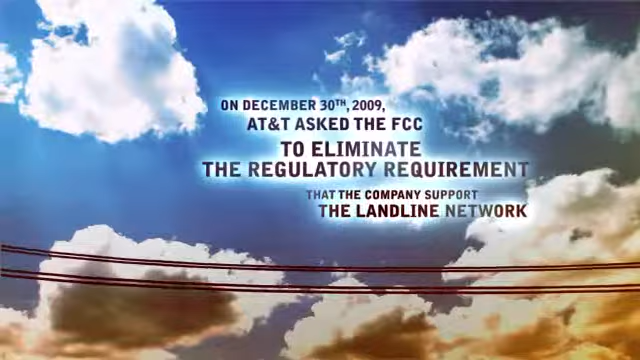 ON DECEMBER 30TH, 2009,
AT&T ASKED THE FCC
TO ELIMINATE
THE REGULATORY REQUIREMENT
THAT THE COMPANY SUPPORT
THE LANDLINE NETWORK